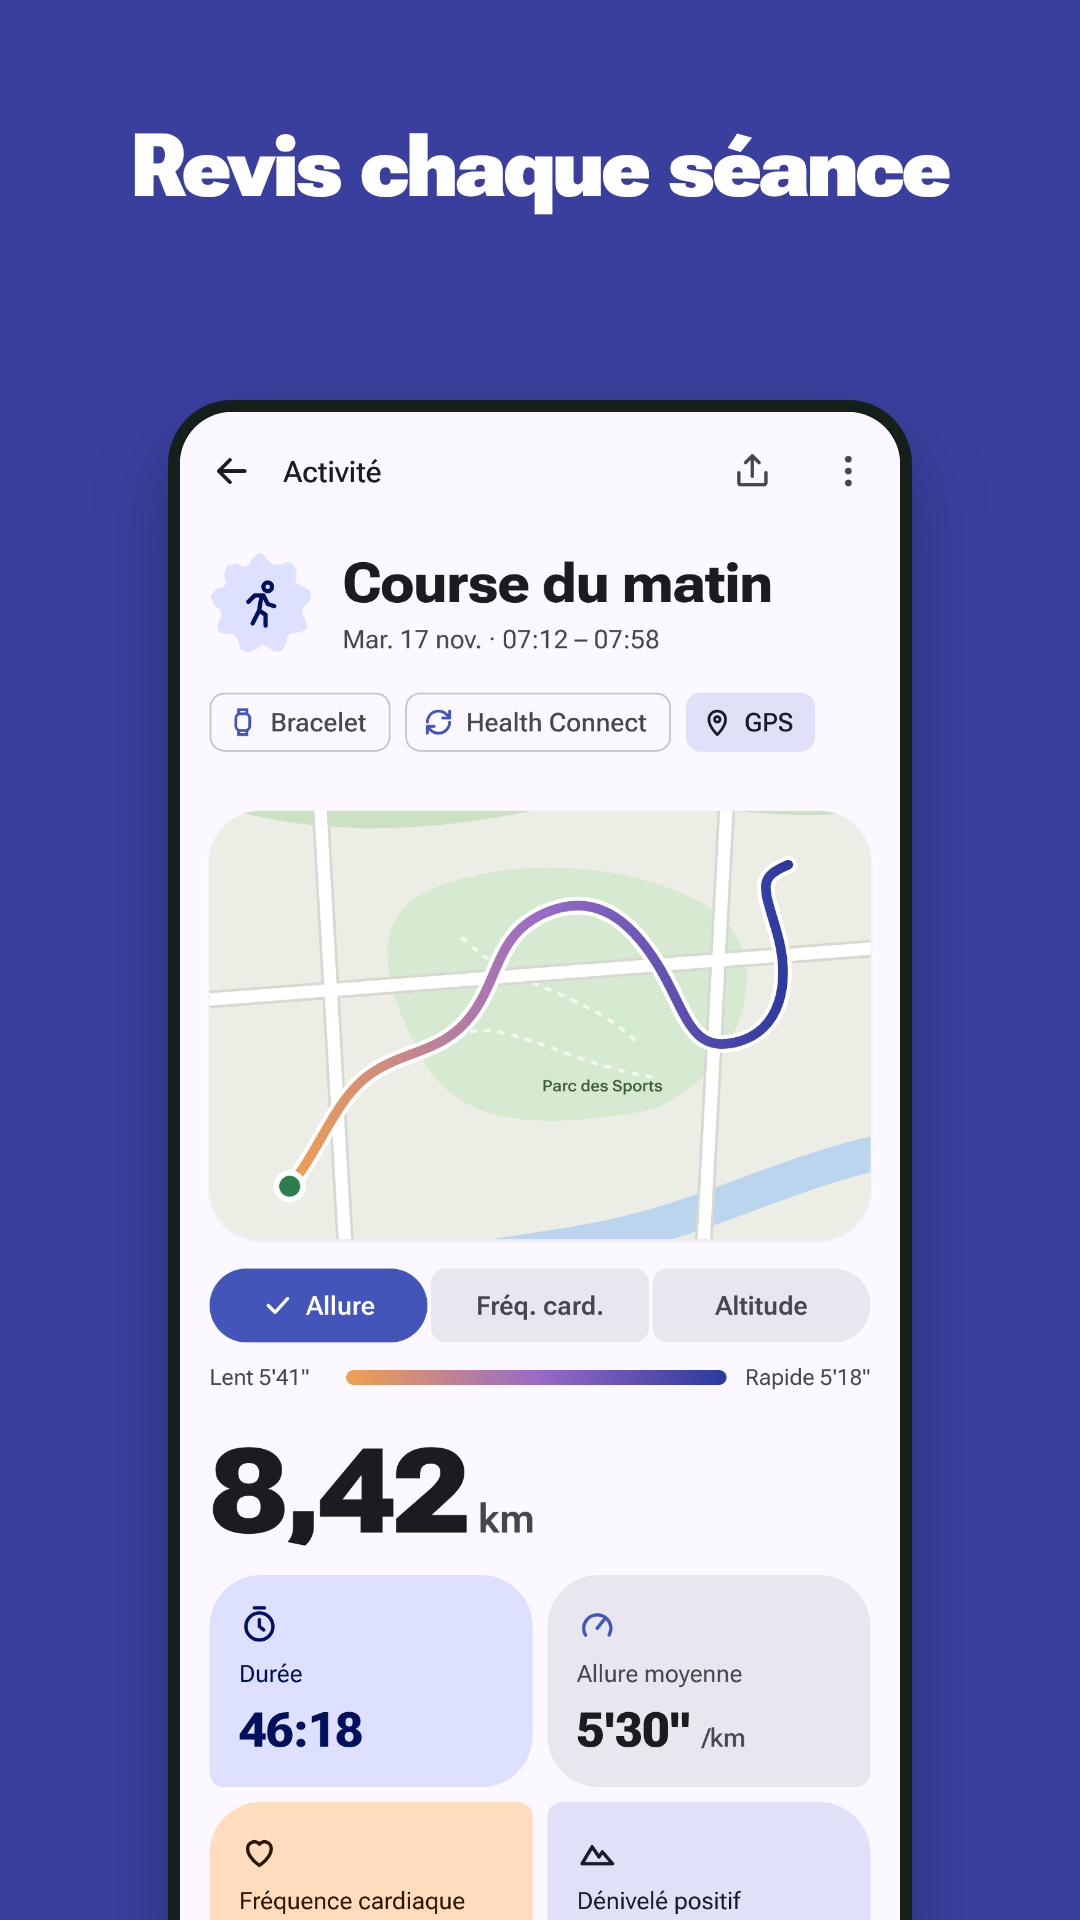 Revis chaque séance
Activité
Course du matin
Mar. 17 nov. · 07:12 – 07:58
Bracelet
Health Connect
GPS
Parc des Sports
Allure
Fréq. card.
Altitude
Lent 5'41"
Rapide 5'18"
8,42 km
Durée
46:18
Allure moyenne
5'30" /km
Fréquence cardiaque
Dénivelé positif